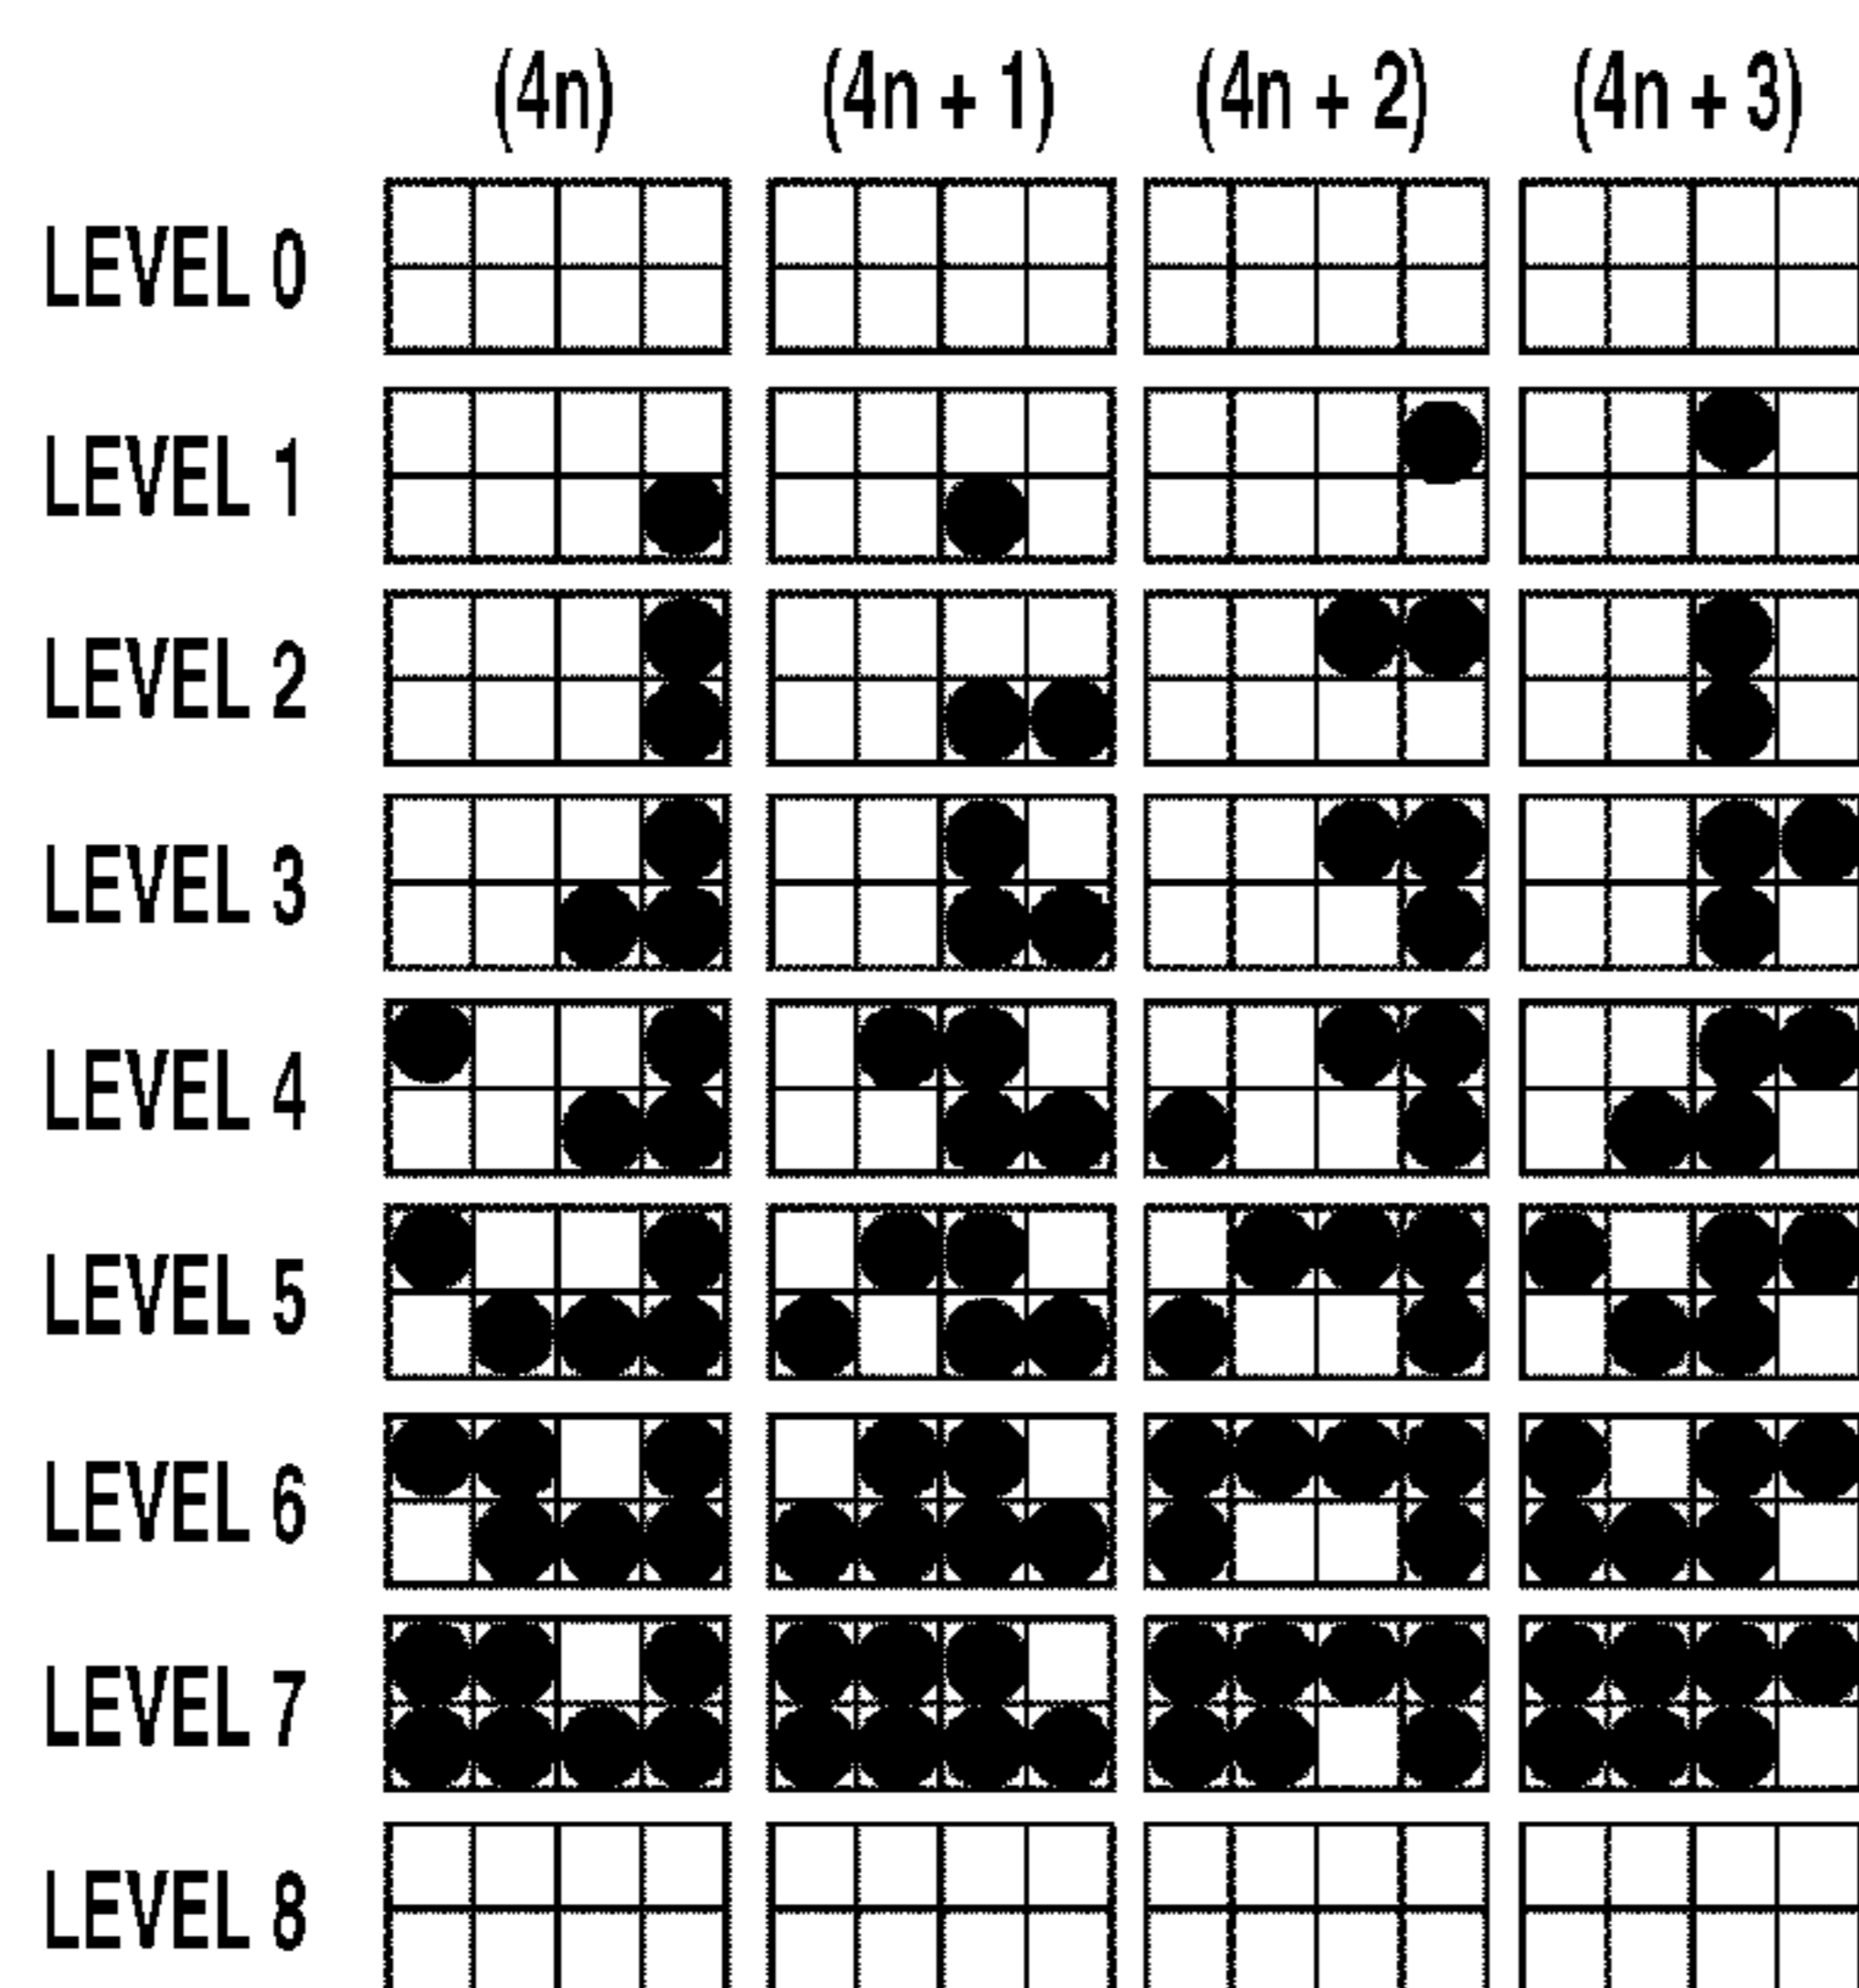 (4n) (4n + 1) (4n + 2) (4n + 3)
LEVEL 0
LEVEL 1
LEVEL 2
LEVEL 3
LEVEL 4
LEVEL 5
LEVEL 6
LEVEL 7
LEVEL 8